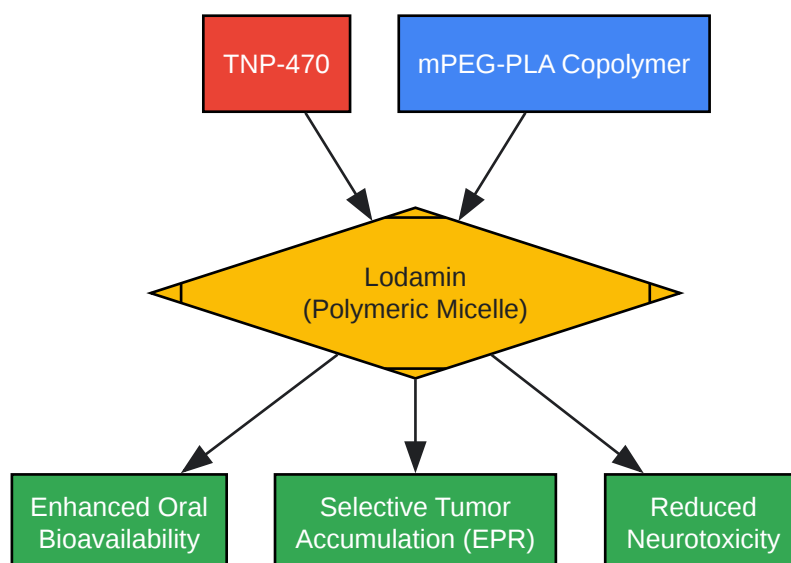 TNP-470
mPEG-PLA Copolymer
Lodamin
(Polymeric Micelle)
Enhanced Oral
Bioavailability
Selective Tumor
Accumulation (EPR)
Reduced
Neurotoxicity